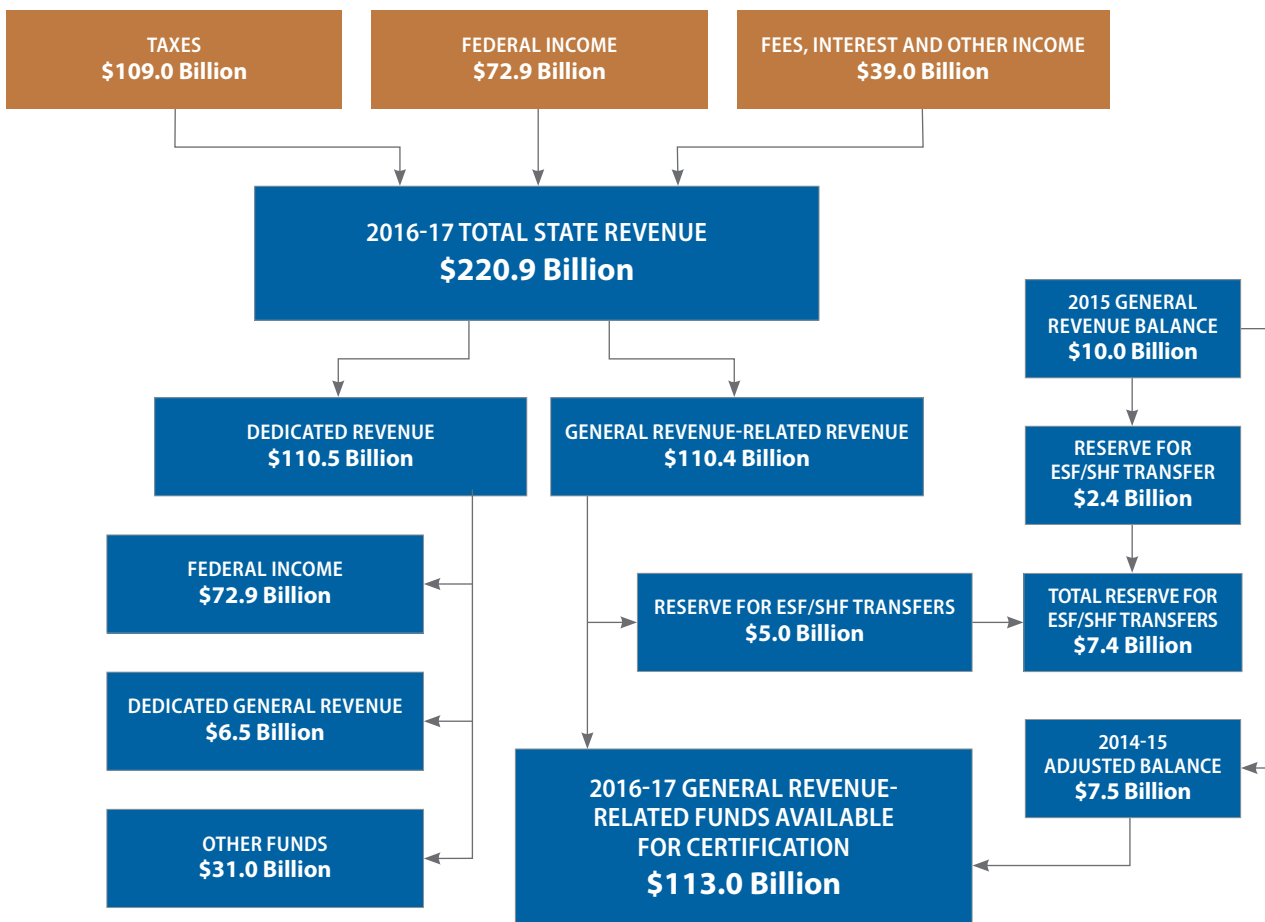 TAXES
$109.0 Billion
FEDERAL INCOME
$72.9 Billion
FEES, INTEREST AND OTHER INCOME
$39.0 Billion
2016-17 TOTAL STATE REVENUE
$220.9 Billion
2015 GENERAL
REVENUE BALANCE
$10.0 Billion
DEDICATED REVENUE
$110.5 Billion
GENERAL REVENUE-RELATED REVENUE
$110.4 Billion
RESERVE FOR
ESF/SHF TRANSFER
$2.4 Billion
FEDERAL INCOME
$72.9 Billion
RESERVE FOR ESF/SHF TRANSFERS
$5.0 Billion
TOTAL RESERVE FOR
ESF/SHF TRANSFERS
$7.4 Billion
DEDICATED GENERAL REVENUE
$6.5 Billion
2014-15
ADJUSTED BALANCE
$7.5 Billion
2016-17 GENERAL REVENUE-
RELATED FUNDS AVAILABLE
FOR CERTIFICATION
$113.0 Billion
OTHER FUNDS
$31.0 Billion